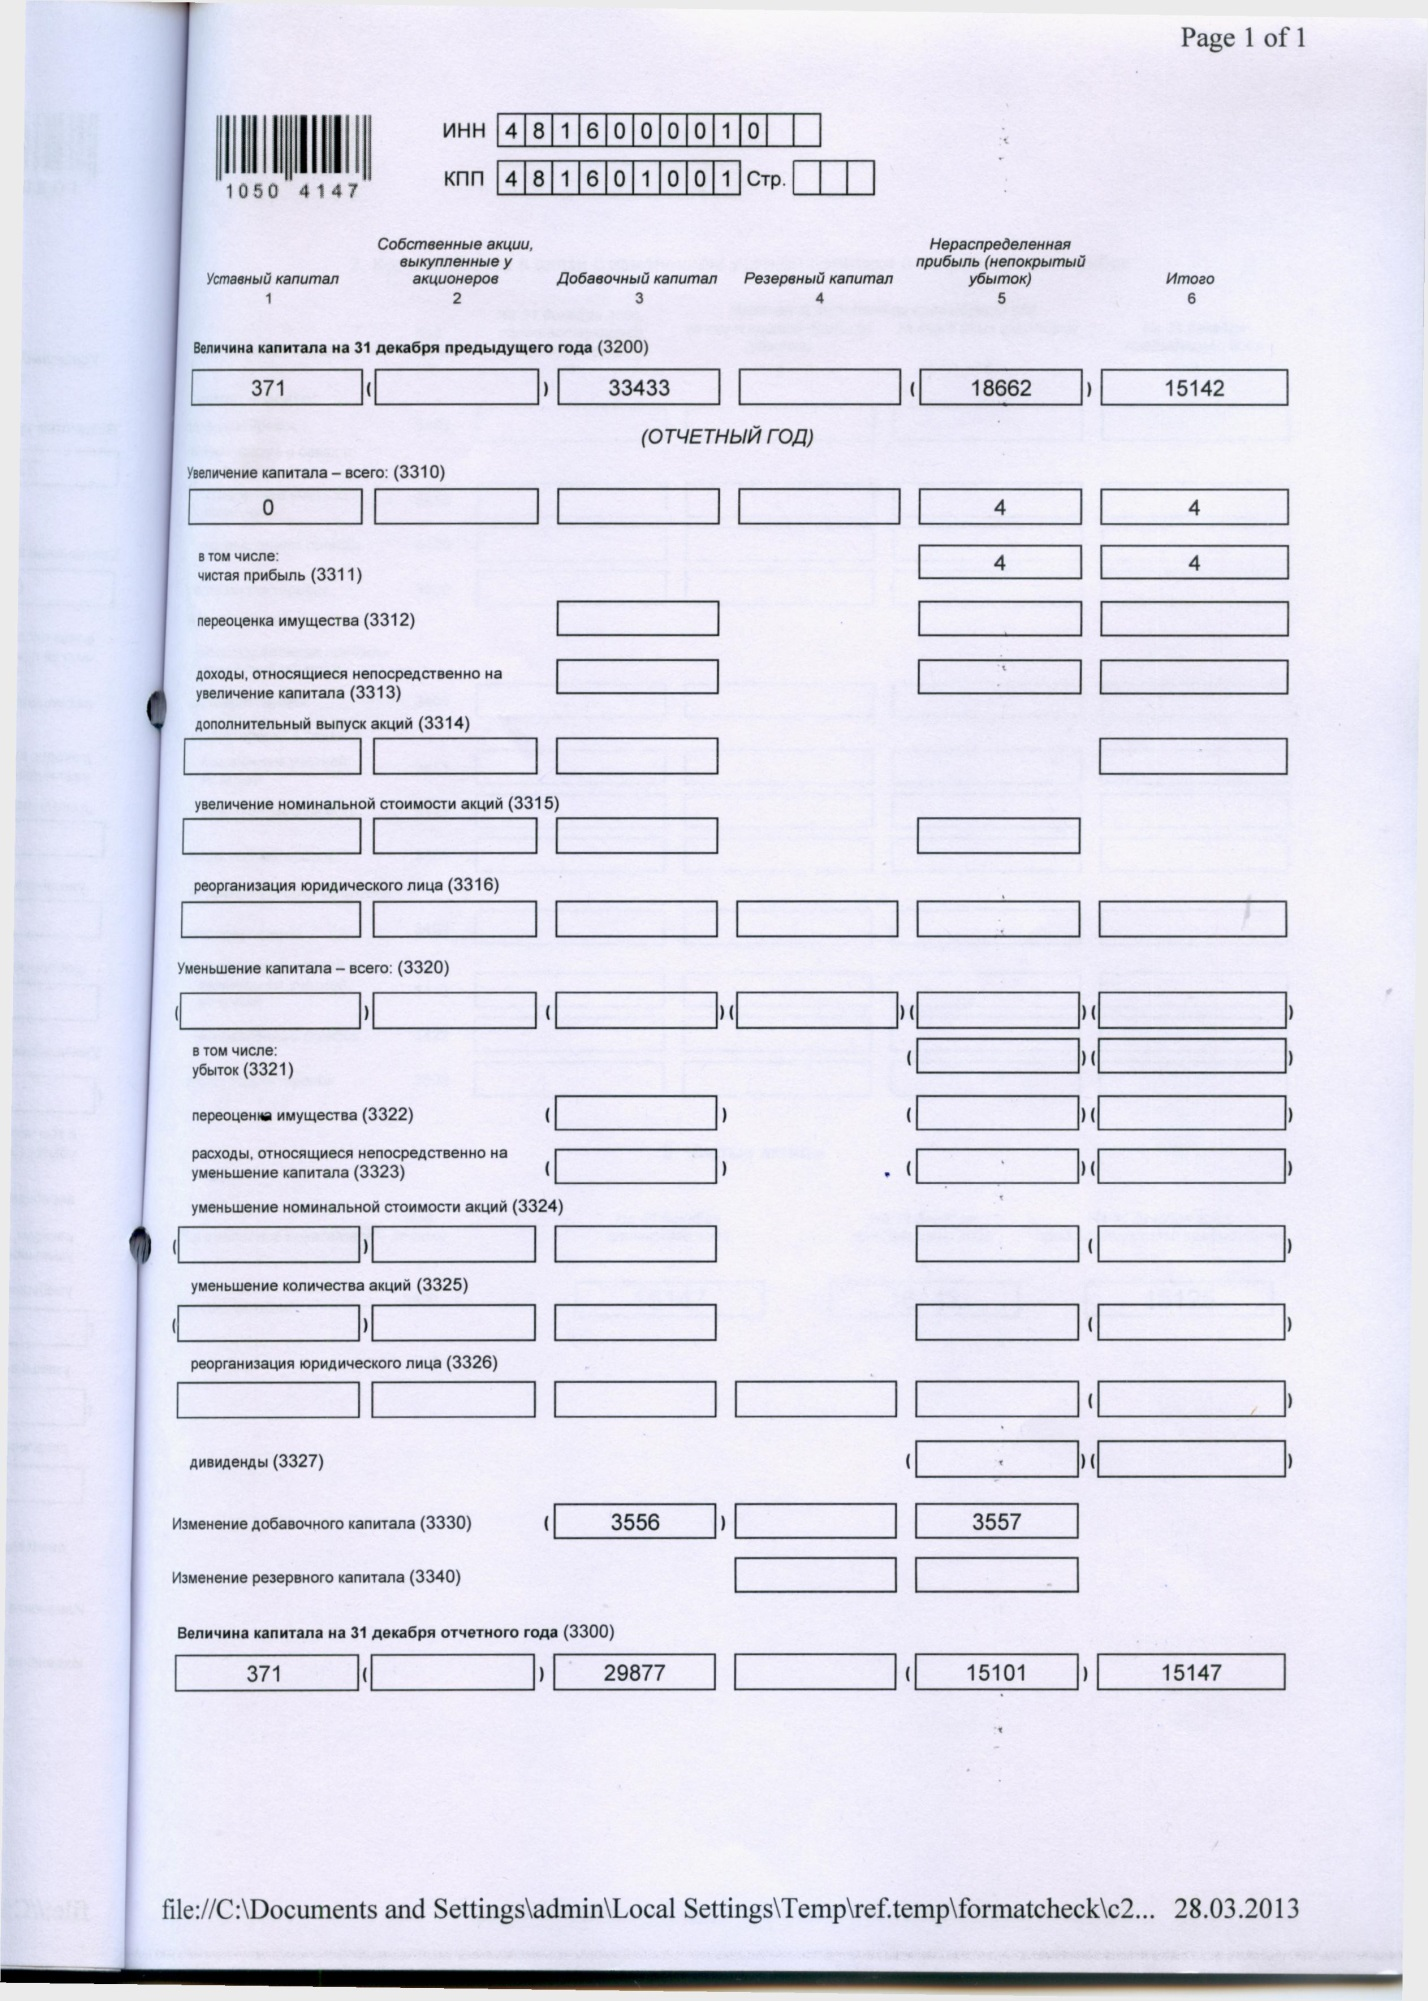 Page 1 of 1
ИНН 4816000010
1050 4147
КПП 481601001 Стр.
Уставный капитал
1
Собственные акции,
выкупленные у
акционеров
2
Добавочный капитал
3
Резервный капитал
4
Нераспределенная
прибыль (непокрытый
убыток)
5
Итого
6
Величина капитала на 31 декабря предыдущего года (3200)
371 ( ) 33433 ( 18662 ) 15142
(ОТЧЕТНЫЙ ГОД)
Увеличение капитала – всего: (3310)
0 4 4
в том числе:
чистая прибыль (3311) 4 4
переоценка имущества (3312)
доходы, относящиеся непосредственно на
увеличение капитала (3313)
дополнительный выпуск акций (3314)
увеличение номинальной стоимости акций (3315)
реорганизация юридического лица (3316)
Уменьшение капитала – всего: (3320)
( ) ( ) ( ) ( ) ( )
в том числе:
убыток (3321) ( ) ( )
переоценка имущества (3322) ( ) ( ) ( )
расходы, относящиеся непосредственно на
уменьшение капитала (3323) ( ) ( ) ( )
уменьшение номинальной стоимости акций (3324)
( ) ( )
уменьшение количества акций (3325)
( ) ( )
реорганизация юридического лица (3326)
( )
дивиденды (3327) ( ) ( )
Изменение добавочного капитала (3330) ( 3556 ) 3557
Изменение резервного капитала (3340)
Величина капитала на 31 декабря отчетного года (3300)
371 ( ) 29877 ( 15101 ) 15147
file://C:\Documents and Settings\admin\Local Settings\Temp\ref.temp\formatcheck\c2... 28.03.2013